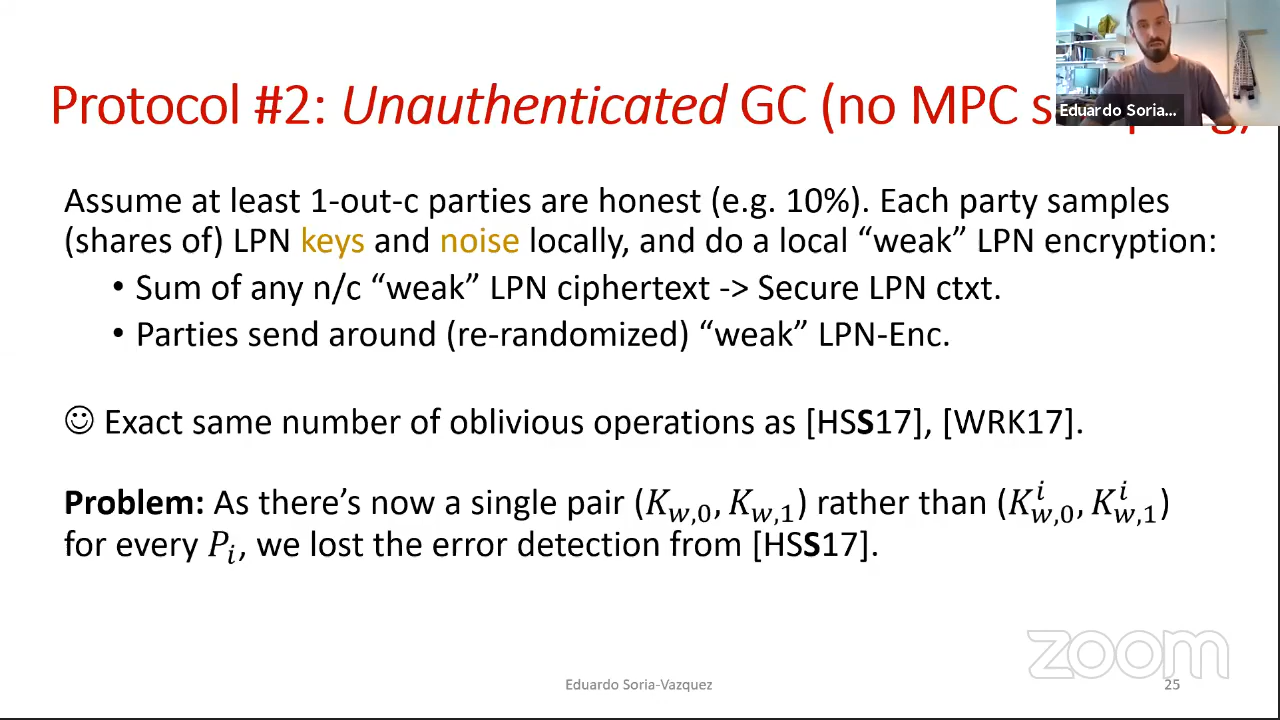 Protocol #2: Unauthenticated GC (no MPC
Eduardo Soria...
Assume at least 1-out-c parties are honest (e.g. 10%). Each party samples
(shares of) LPN keys and noise locally, and do a local “weak” LPN encryption:
• Sum of any n/c “weak” LPN ciphertext -> Secure LPN ctxt.
• Parties send around (re-randomized) “weak” LPN-Enc.
☺ Exact same number of oblivious operations as [HSS17], [WRK17].
Problem: As there’s now a single pair (K_{w,0}, K_{w,1}) rather than (K^i_{w,0}, K^i_{w,1})
for every P_i, we lost the error detection from [HSS17].
zoom
Eduardo Soria-Vazquez
25